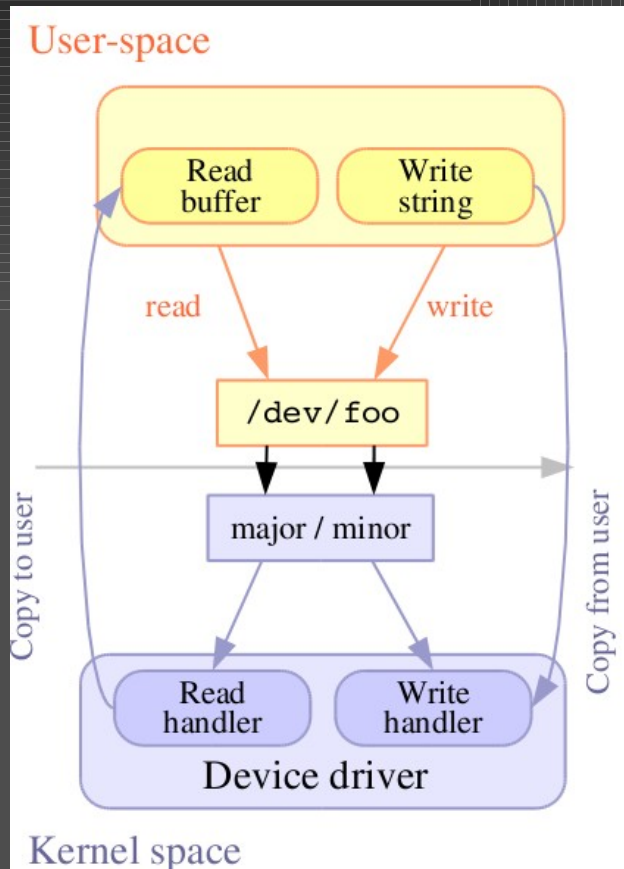 User-space
Read
buffer
Write
string
read
write
/dev/foo
major / minor
Copy to user
Copy from user
Read
handler
Write
handler
Device driver
Kernel space